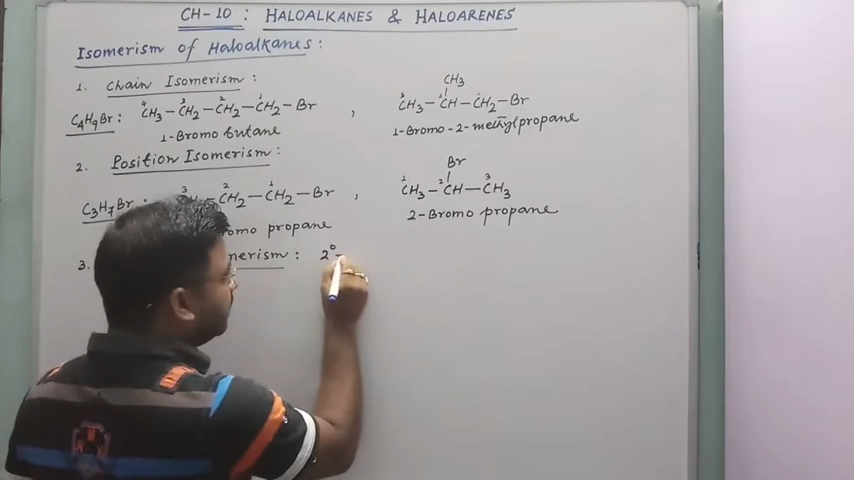 CH-10 : HALOALKANES & HALOARENES
Isomerism of Haloalkanes :
1. Chain Isomerism :
CH3
C4H9Br : 4CH3 – 3CH2 – 2CH2 – 1CH2 – Br , 3CH3 – 2CH – 1CH2 – Br
1-Bromo butane 1-Bromo-2-methylpropane
2. Position Isomerism :
Br
C3H7Br 3 2CH2 – 1CH2 – Br , 1CH3 – 2CH – 3CH3
propane 2-Bromo propane
3. : 2° –